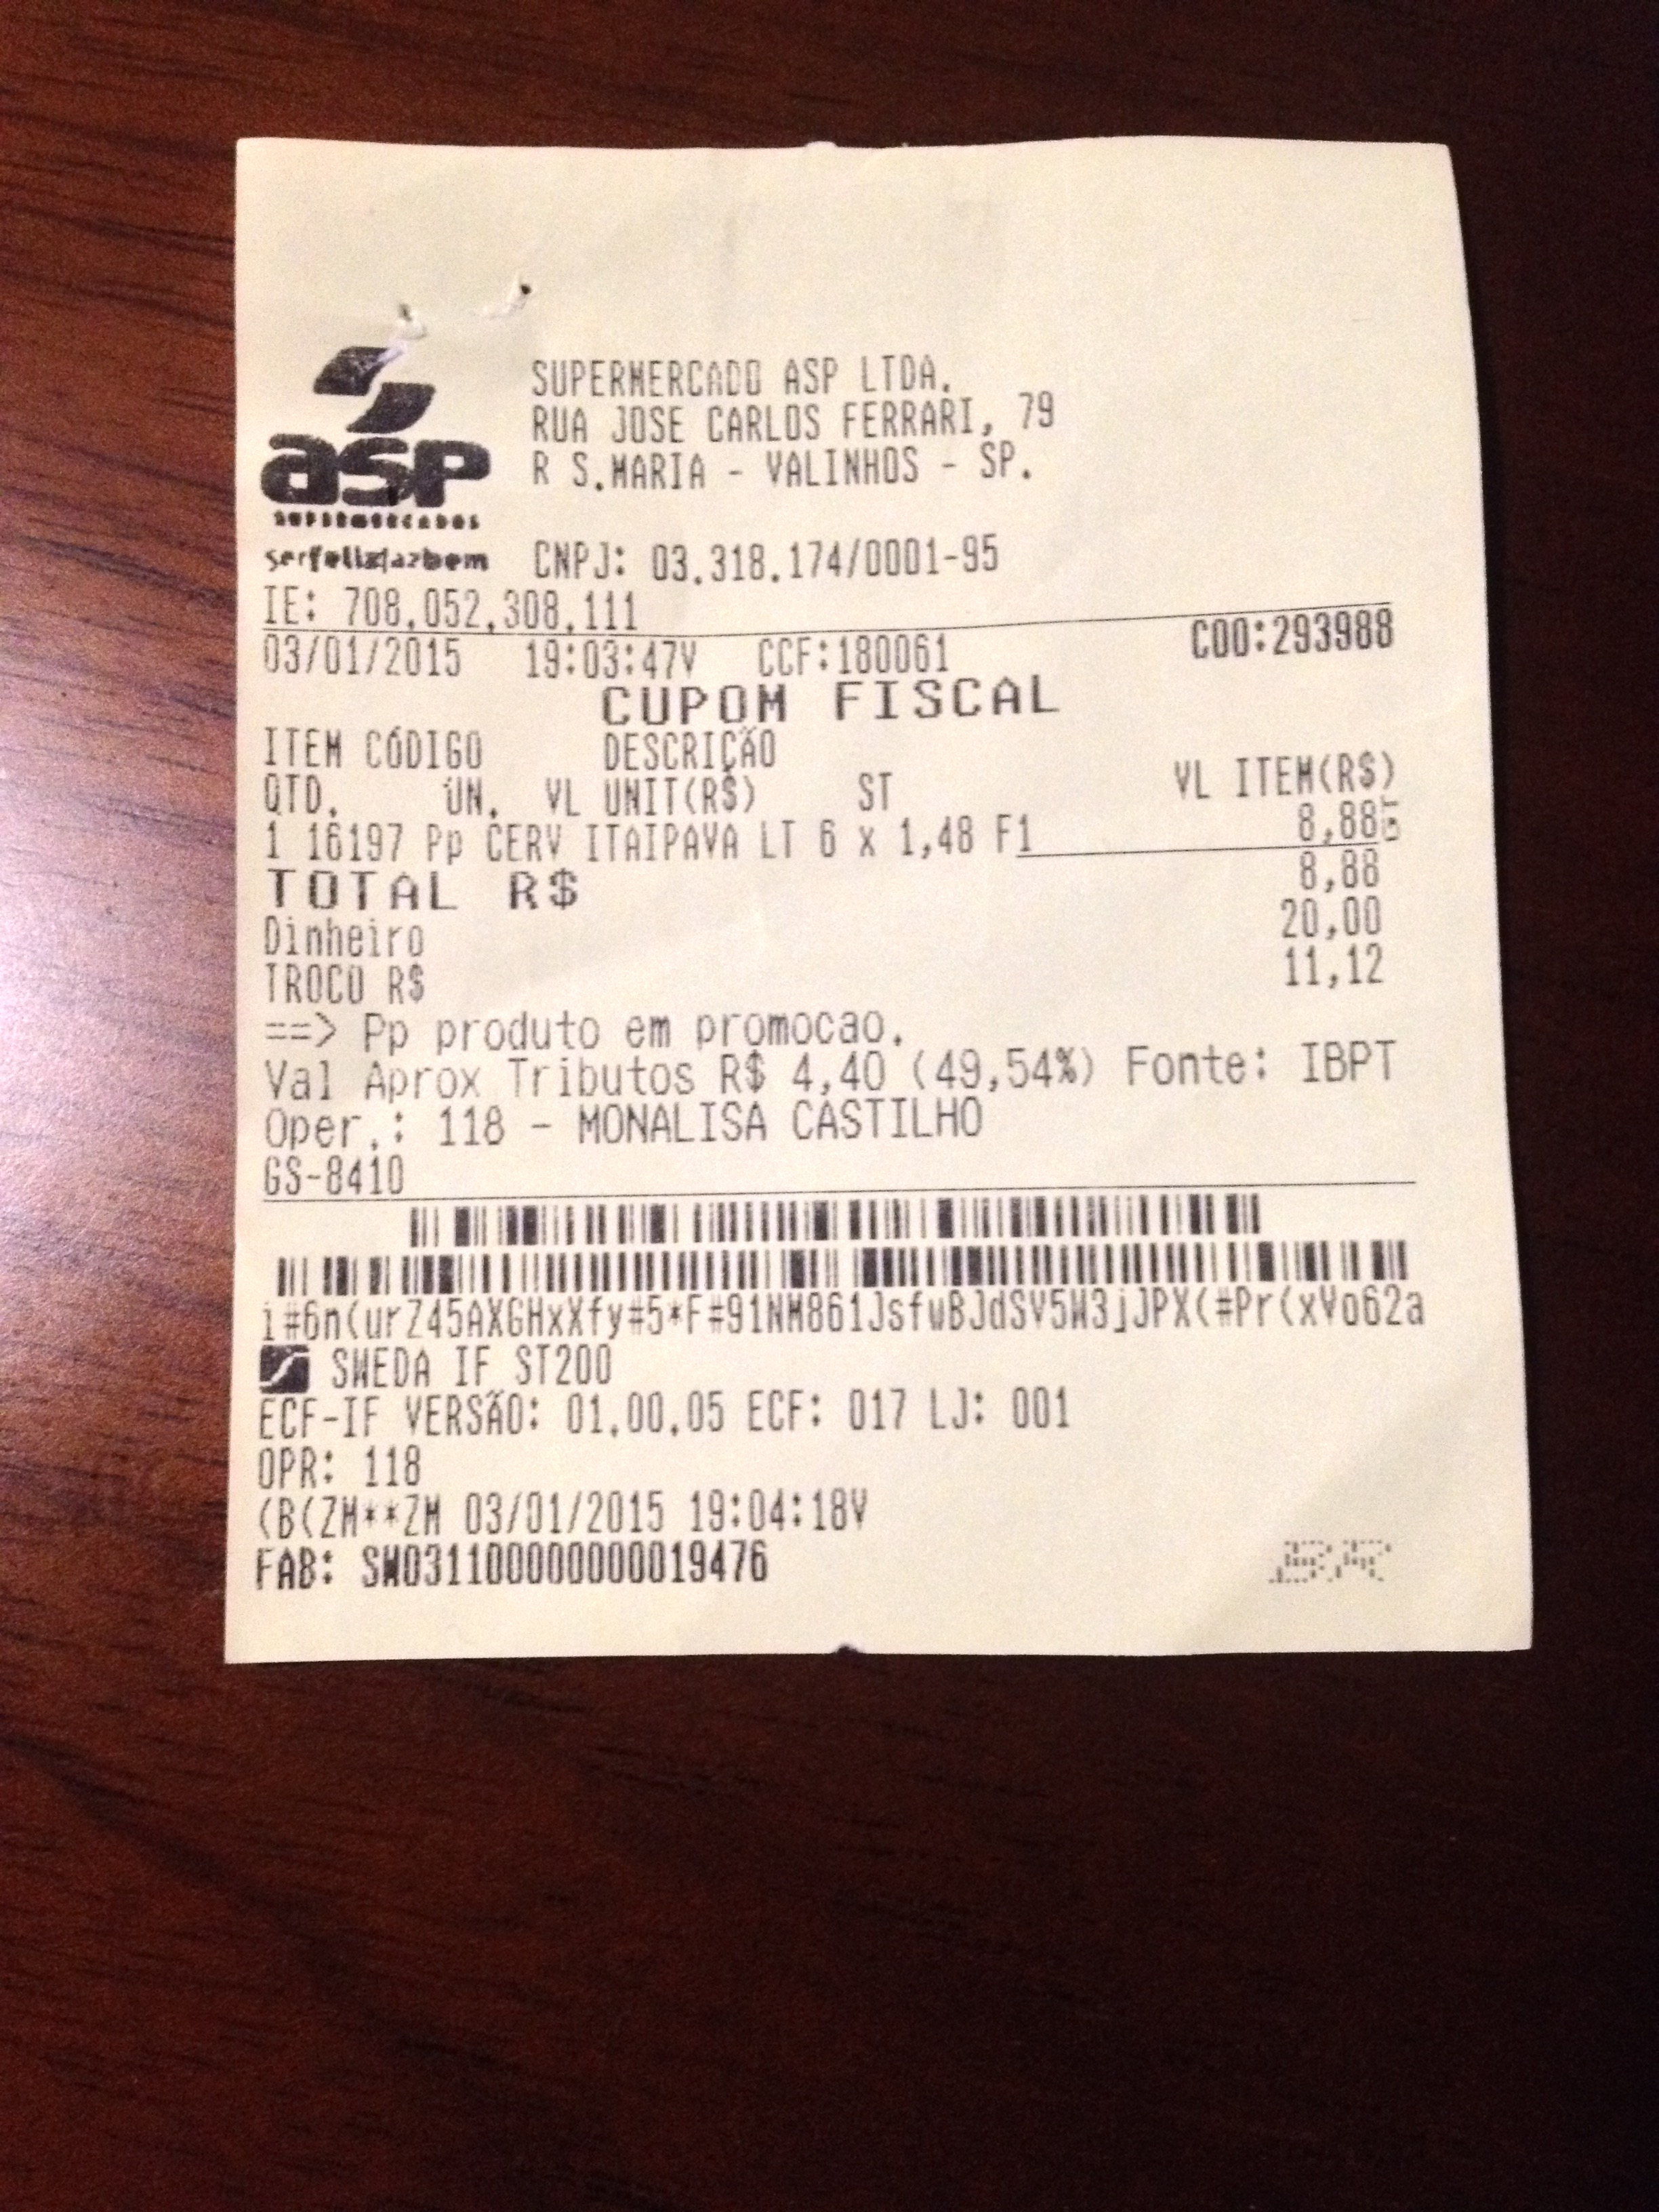 asp
SUPERMERCADOS
serfelizfazbem
SUPERMERCADO ASP LTDA.
RUA JOSE CARLOS FERRARI, 79
R S.MARIA - VALINHOS - SP.
CNPJ: 03.318.174/0001-95
IE: 708.052.308.111
03/01/2015 19:03:47V CCF:180061 COO:293988
CUPOM FISCAL
ITEM CÓDIGO DESCRIÇÃO
QTD. UN. VL UNIT(R$) ST VL ITEM(R$)
1 16197 Pp CERV ITAIPAVA LT 6 x 1,48 F1 8,88
TOTAL R$ 8,88
Dinheiro 20,00
TROCO R$ 11,12
==> Pp produto em promocao.
Val Aprox Tributos R$ 4,40 (49,54%) Fonte: IBPT
Oper.: 118 - MONALISA CASTILHO
GS-8410
i#6n(urZ45AXGHxXfy#5*F#91NM861JsfwBJdSV5W3jJPX(#Pr(xVo62a
SWEDA IF ST200
ECF-IF VERSÃO: 01.00.05 ECF: 017 LJ: 001
OPR: 118
(B(ZM**ZM 03/01/2015 19:04:18V
FAB: SW031100000000019476
BR